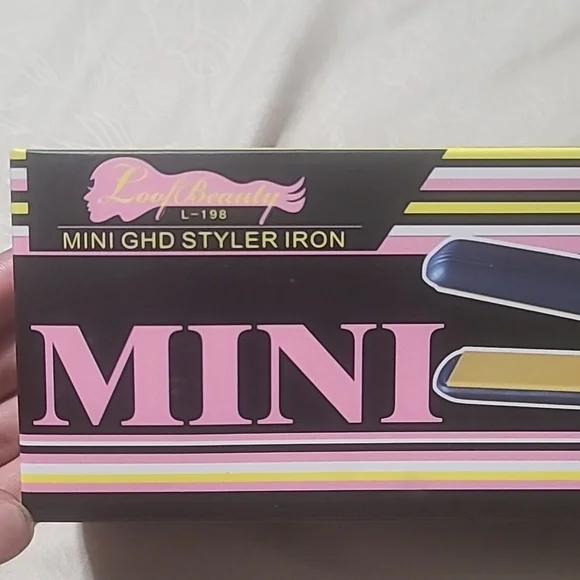 Loof Beauty
L-198
MINI GHD STYLER IRON
MINI